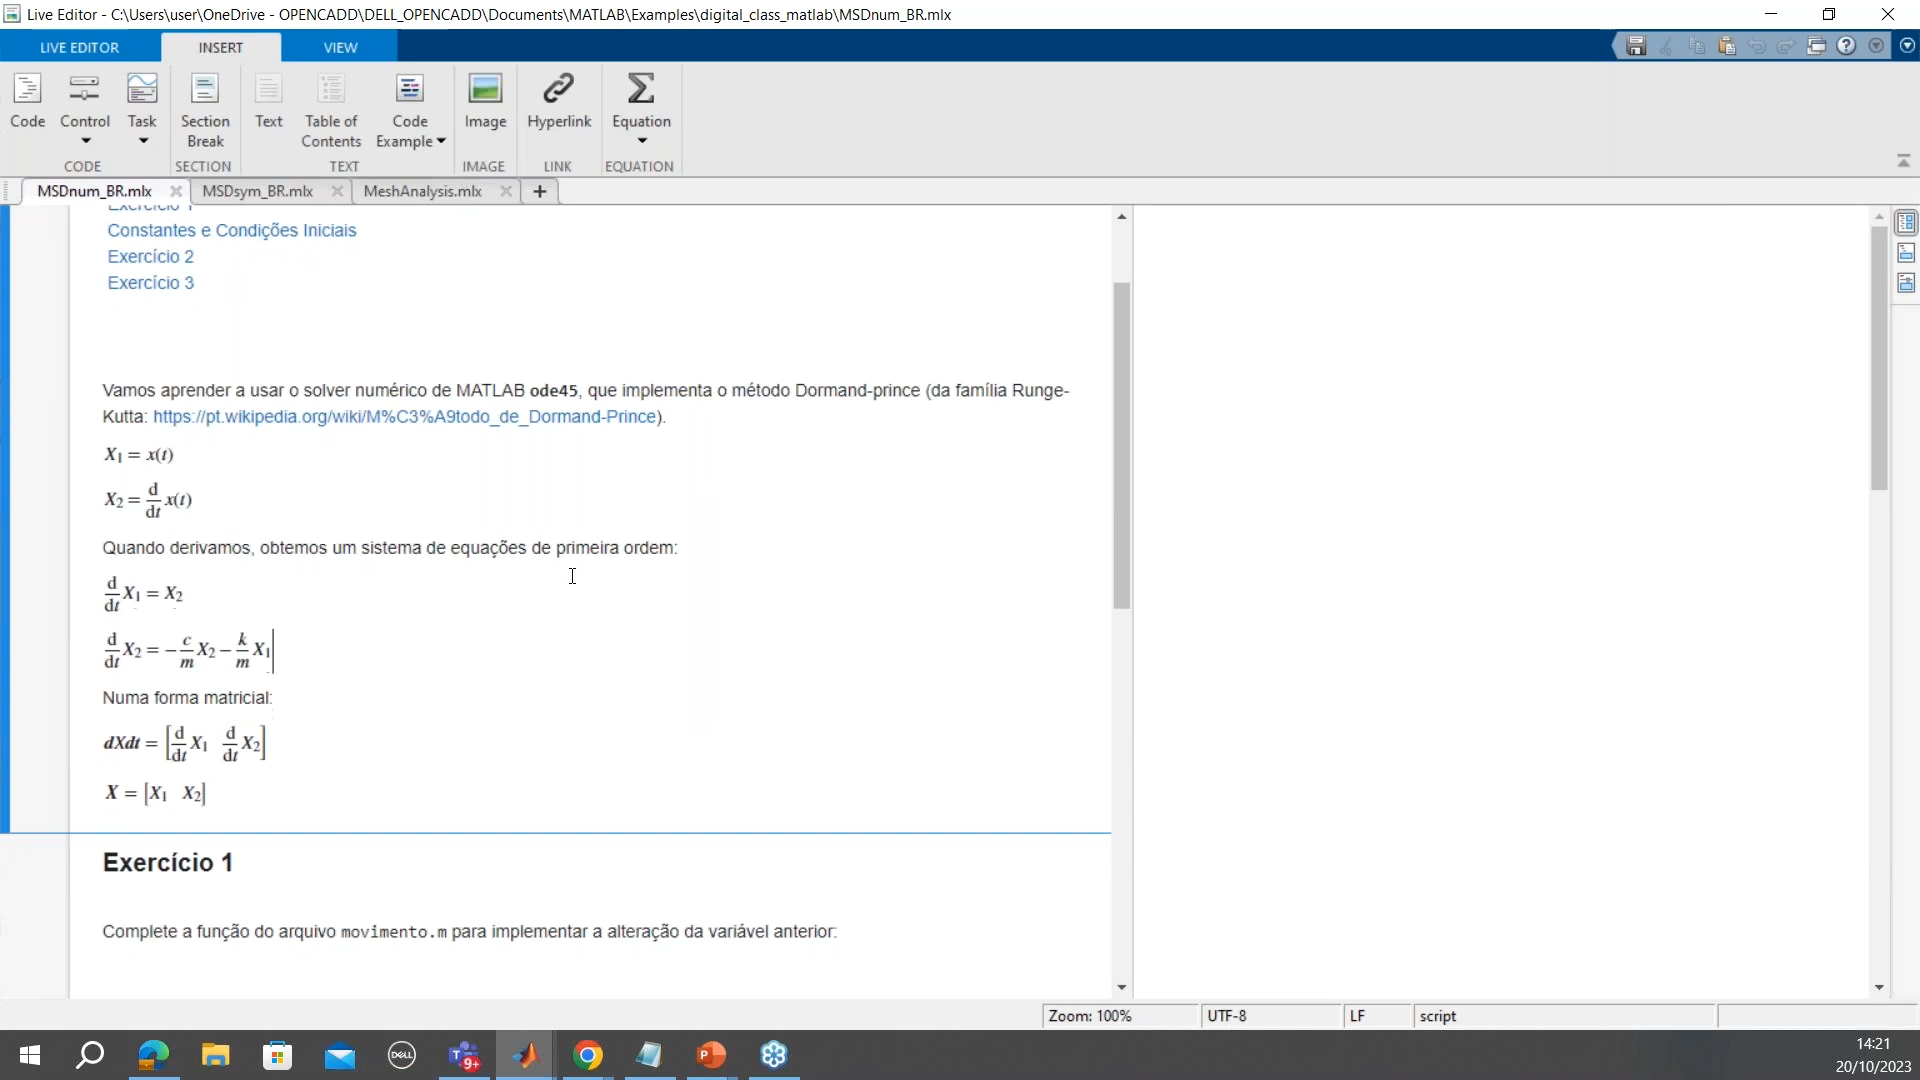 Live Editor - C:\Users\user\OneDrive - OPENCADD\DELL_OPENCADD\Documents\MATLAB\Examples\digital_class_matlab\MSDnum_BR.mlx
LIVE EDITOR INSERT VIEW
Code Control Task Section Break Text Table of Contents Code Example Image Hyperlink Equation
CODE SECTION TEXT IMAGE LINK EQUATION
MSDnum_BR.mlx MSDsym_BR.mlx MeshAnalysis.mlx +
Exercício 1
Constantes e Condições Iniciais
Exercício 2
Exercício 3
Vamos aprender a usar o solver numérico de MATLAB ode45, que implementa o método Dormand-prince (da família Runge-
Kutta: https://pt.wikipedia.org/wiki/M%C3%A9todo_de_Dormand-Prince).
X₁ = x(t)
X₂ = d/dt x(t)
Quando derivamos, obtemos um sistema de equações de primeira ordem:
d/dt X₁ = X₂
d/dt X₂ = − c/m X₂ − k/m X₁
Numa forma matricial:
dXdt = [d/dt X₁ d/dt X₂]
X = [X₁ X₂]
Exercício 1
Complete a função do arquivo movimento.m para implementar a alteração da variável anterior:
Zoom: 100% UTF-8 LF script
DELL
T 9+
P
14:21
20/10/2023